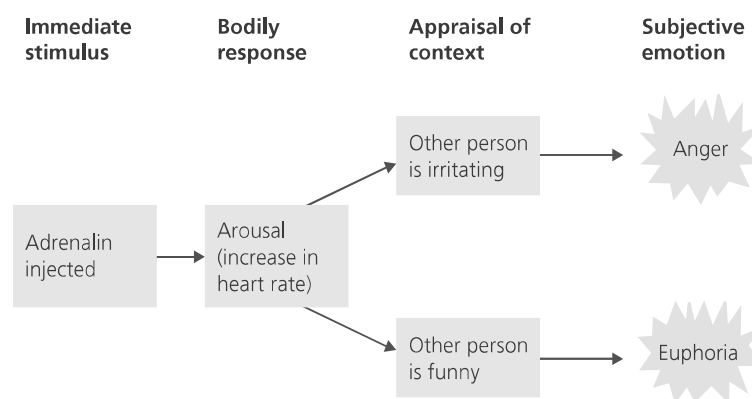 Immediate
stimulus
Bodily
response
Appraisal of
context
Subjective
emotion
Other person
is irritating
Anger
Adrenalin
injected
Arousal
(increase in
heart rate)
Other person
is funny
Euphoria